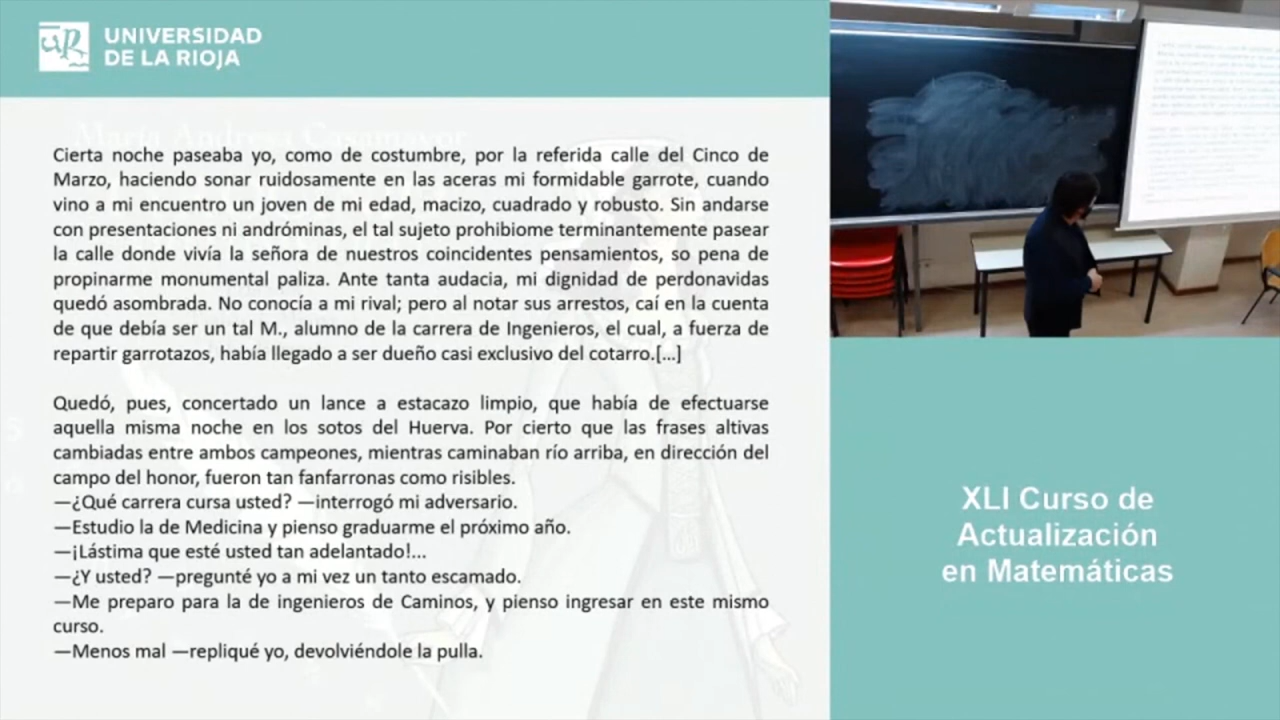 UNIVERSIDAD
DE LA RIOJA
María Andresa Casamayor
Cierta noche paseaba yo, como de costumbre, por la referida calle del Cinco de
Marzo, haciendo sonar ruidosamente en las aceras mi formidable garrote, cuando
vino a mi encuentro un joven de mi edad, macizo, cuadrado y robusto. Sin andarse
con presentaciones ni andróminas, el tal sujeto prohibiome terminantemente pasear
la calle donde vivía la señora de nuestros coincidentes pensamientos, so pena de
propinarme monumental paliza. Ante tanta audacia, mi dignidad de perdonavidas
quedó asombrada. No conocía a mi rival; pero al notar sus arrestos, caí en la cuenta
de que debía ser un tal M., alumno de la carrera de Ingenieros, el cual, a fuerza de
repartir garrotazos, había llegado a ser dueño casi exclusivo del cotarro.[...]
Quedó, pues, concertado un lance a estacazo limpio, que había de efectuarse
aquella misma noche en los sotos del Huerva. Por cierto que las frases altivas
cambiadas entre ambos campeones, mientras caminaban río arriba, en dirección del
campo del honor, fueron tan fanfarronas como risibles.
—¿Qué carrera cursa usted? —interrogó mi adversario.
—Estudio la de Medicina y pienso graduarme el próximo año.
—¡Lástima que esté usted tan adelantado!...
—¿Y usted? —pregunté yo a mi vez un tanto escamado.
—Me preparo para la de ingenieros de Caminos, y pienso ingresar en este mismo
curso.
—Menos mal —repliqué yo, devolviéndole la pulla.
XLI Curso de
Actualización
en Matemáticas